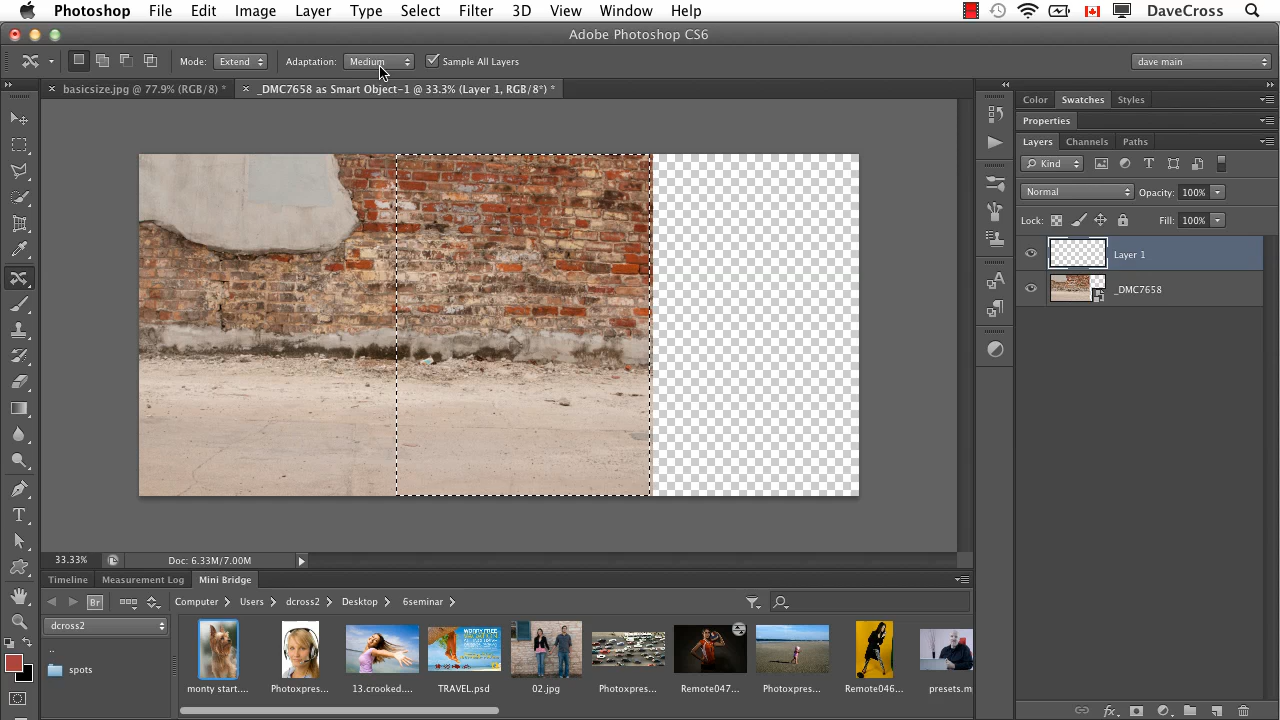 Photoshop File Edit Image Layer Type Select Filter 3D View Window Help DaveCross
Adobe Photoshop CS6
Mode: Extend Adaptation: Medium Sample All Layers dave main
basicsize.jpg @ 77.9% (RGB/8) * _DMC7658 as Smart Object-1 @ 33.3% (Layer 1, RGB/8*) *
Color Swatches Styles
Properties
Layers Channels Paths
Kind
Normal Opacity: 100%
Lock: Fill: 100%
Layer 1
_DMC7658
33.33% Doc: 6.33M/7.00M
Timeline Measurement Log Mini Bridge
Br Computer Users dcross2 Desktop 6seminar
dcross2
..
spots
monty start.... Photoxpres... 13.crooked.... TRAVEL.psd 02.jpg Photoxpres... Remote047... Photoxpres... Remote046... presets.m